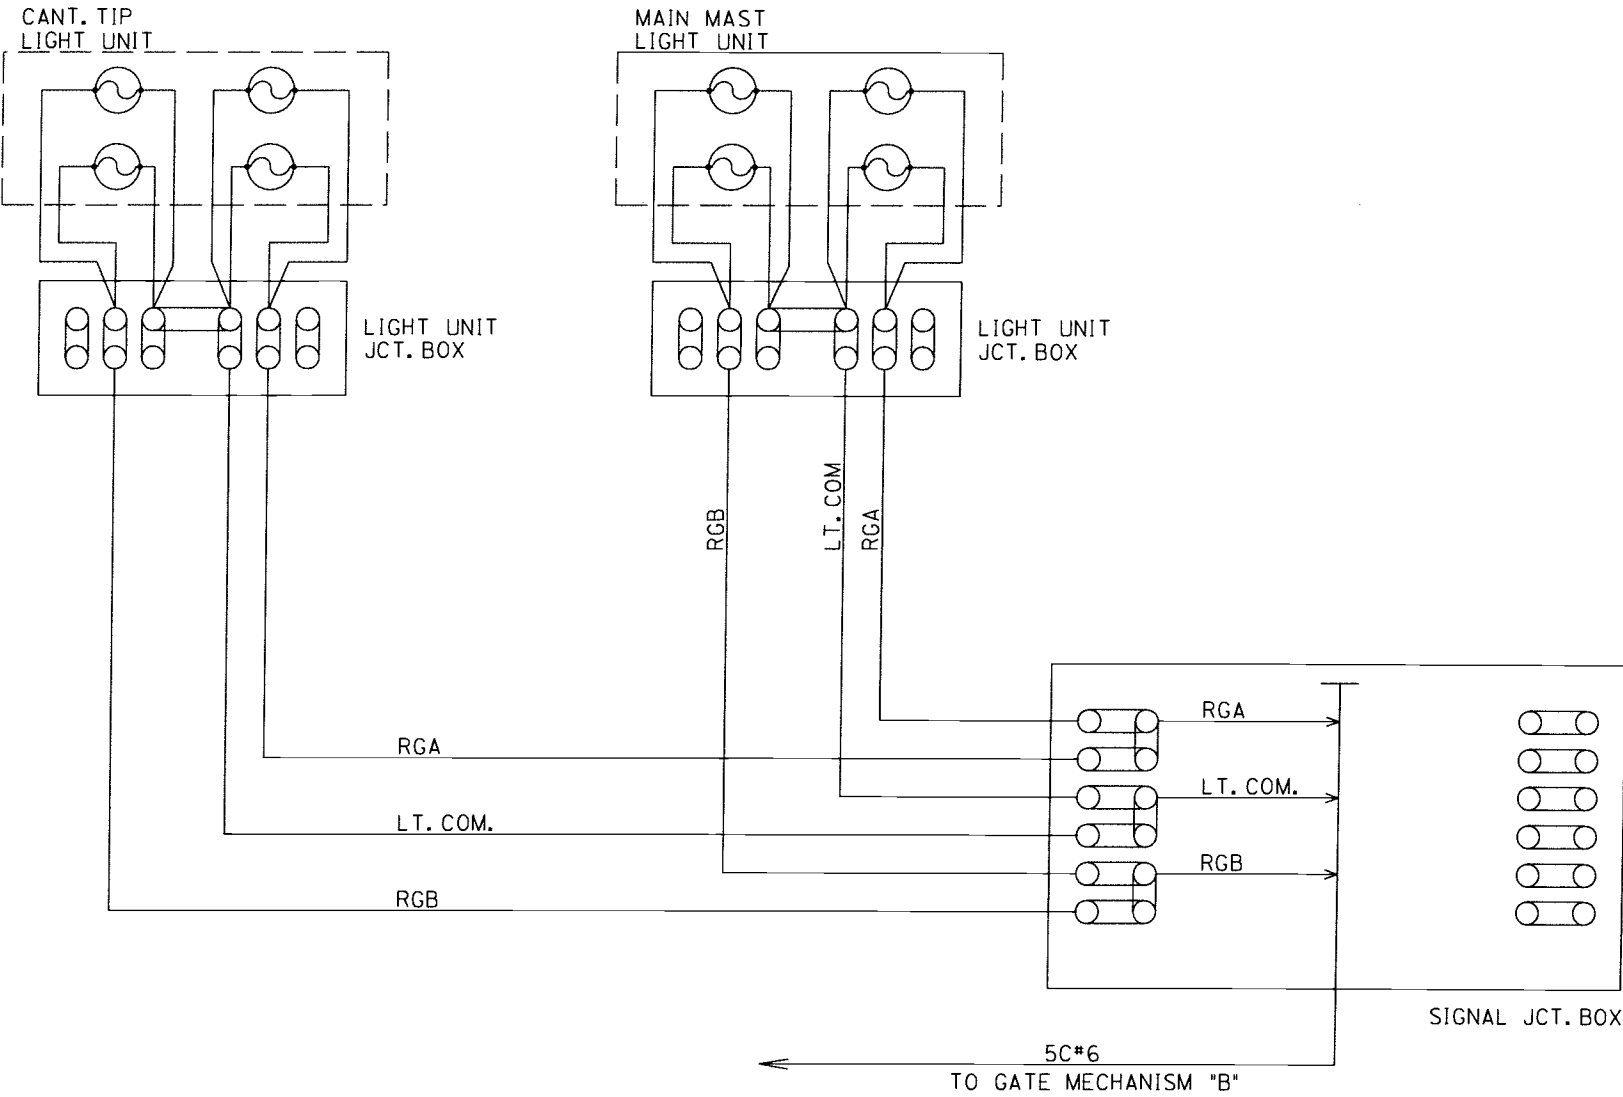 CANT. TIP
LIGHT UNIT
MAIN MAST
LIGHT UNIT
LIGHT UNIT
JCT. BOX
LIGHT UNIT
JCT. BOX
RGB
LT. COM
RGA
RGA
RGA
LT. COM.
LT. COM.
RGB
RGB
SIGNAL JCT. BOX
5C#6
TO GATE MECHANISM "B"